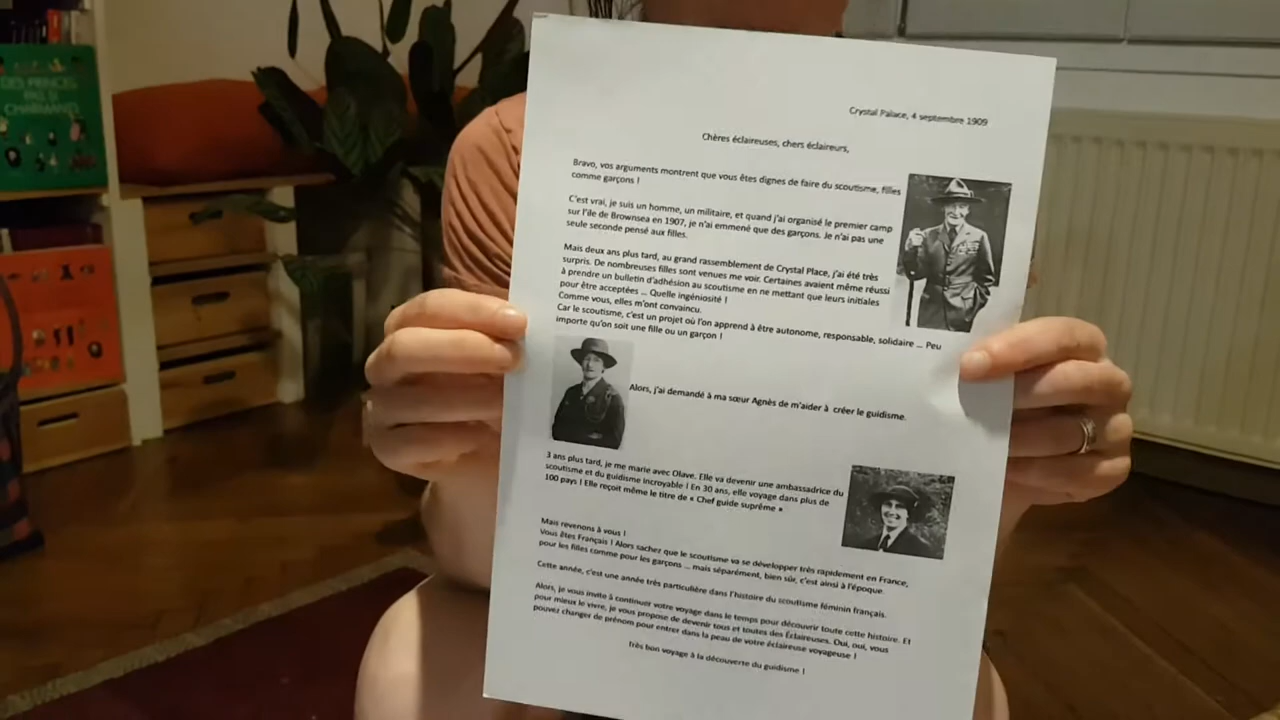 DES PRINCES
PAS SI
CHARMANTS
Crystal Palace, 4 septembre 1909
Chères éclaireuses, chers éclaireurs,
Bravo, vos arguments montrent que vous êtes dignes de faire du scoutisme, filles
comme garçons !
C'est vrai, je suis un homme, un militaire, et quand j'ai organisé le premier camp
sur l'île de Brownsea en 1907, je n'ai emmené que des garçons. Je n'ai pas une
seule seconde pensé aux filles.
Mais deux ans plus tard, au grand rassemblement de Crystal Place, j'ai été très
surpris. De nombreuses filles sont venues me voir. Certaines avaient même réussi
à prendre un bulletin d'adhésion au scoutisme en ne mettant que leurs initiales
pour être acceptées ... Quelle ingéniosité !
Comme vous, elles m'ont convaincu.
Car le scoutisme, c'est un projet où l'on apprend à être autonome, responsable, solidaire ... Peu
importe qu'on soit une fille ou un garçon !
Alors, j'ai demandé à ma sœur Agnès de m'aider à créer le guidisme.
3 ans plus tard, je me marie avec Olave. Elle va devenir une ambassadrice du
scoutisme et du guidisme incroyable ! En 30 ans, elle voyage dans plus de
100 pays ! Elle reçoit même le titre de « Chef guide suprême »
Mais revenons à vous !
Vous êtes Français ! Alors sachez que le scoutisme va se développer très rapidement en France,
pour les filles comme pour les garçons ... mais séparément, bien sûr, c'est ainsi à l'époque.
Cette année, c'est une année très particulière dans l'histoire du scoutisme féminin français.
Alors, je vous invite à continuer votre voyage dans le temps pour découvrir toute cette histoire. Et
pour mieux le vivre, je vous propose de devenir tous et toutes des Éclaireuses. Oui, oui, vous
pouvez changer de prénom pour entrer dans la peau de votre éclaireuse voyageuse !
Très bon voyage à la découverte du guidisme !